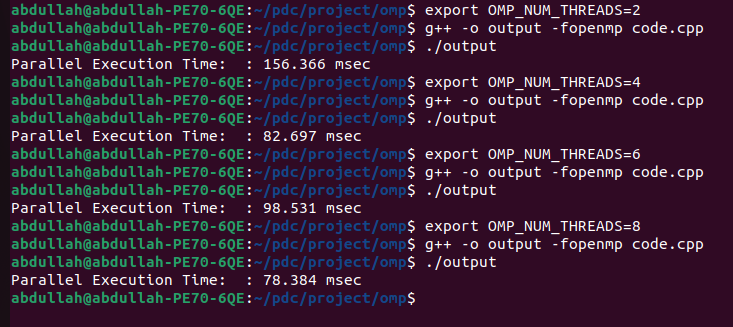 abdullah@abdullah-PE70-6QE:~/pdc/project/omp$ export OMP_NUM_THREADS=2
abdullah@abdullah-PE70-6QE:~/pdc/project/omp$ g++ -o output -fopenmp code.cpp
abdullah@abdullah-PE70-6QE:~/pdc/project/omp$ ./output
Parallel Execution Time:  : 156.366 msec
abdullah@abdullah-PE70-6QE:~/pdc/project/omp$ export OMP_NUM_THREADS=4
abdullah@abdullah-PE70-6QE:~/pdc/project/omp$ g++ -o output -fopenmp code.cpp
abdullah@abdullah-PE70-6QE:~/pdc/project/omp$ ./output
Parallel Execution Time:  : 82.697 msec
abdullah@abdullah-PE70-6QE:~/pdc/project/omp$ export OMP_NUM_THREADS=6
abdullah@abdullah-PE70-6QE:~/pdc/project/omp$ g++ -o output -fopenmp code.cpp
abdullah@abdullah-PE70-6QE:~/pdc/project/omp$ ./output
Parallel Execution Time:  : 98.531 msec
abdullah@abdullah-PE70-6QE:~/pdc/project/omp$ export OMP_NUM_THREADS=8
abdullah@abdullah-PE70-6QE:~/pdc/project/omp$ g++ -o output -fopenmp code.cpp
abdullah@abdullah-PE70-6QE:~/pdc/project/omp$ ./output
Parallel Execution Time:  : 78.384 msec
abdullah@abdullah-PE70-6QE:~/pdc/project/omp$